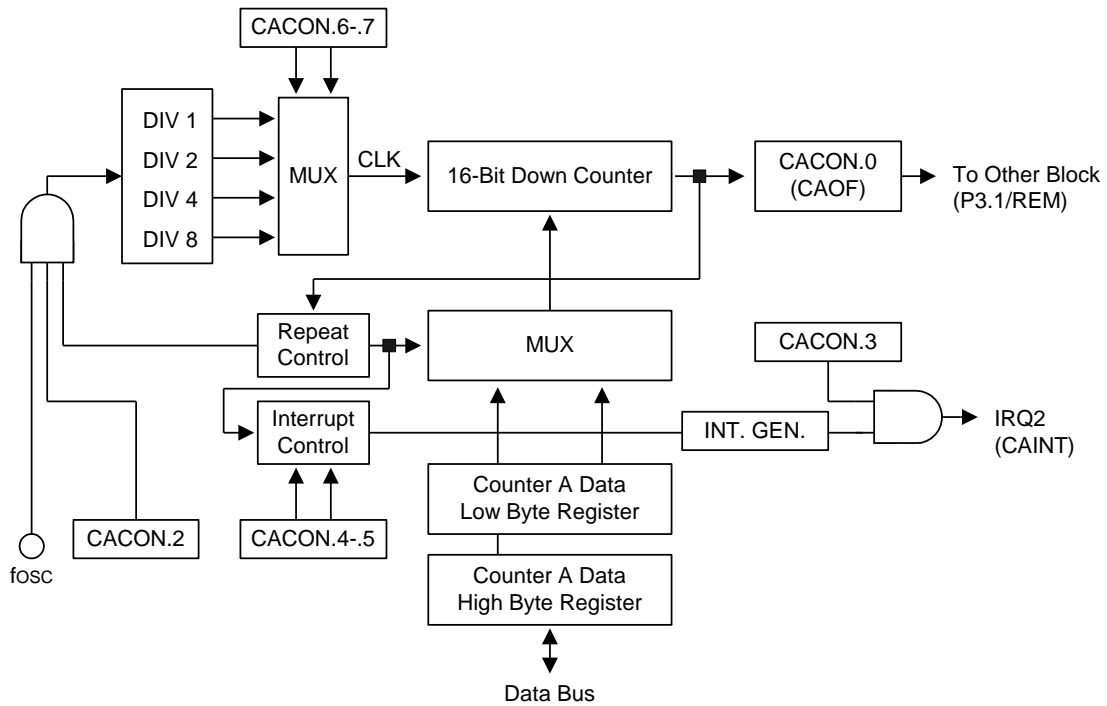 CACON.6-.7
DIV 1
DIV 2
DIV 4
DIV 8
MUX
CLK
16-Bit Down Counter
CACON.0
(CAOF)
To Other Block
(P3.1/REM)
Repeat
Control
MUX
CACON.3
Interrupt
Control
INT. GEN.
IRQ2
(CAINT)
Counter A Data
Low Byte Register
CACON.2
CACON.4-.5
fOSC
Counter A Data
High Byte Register
Data Bus